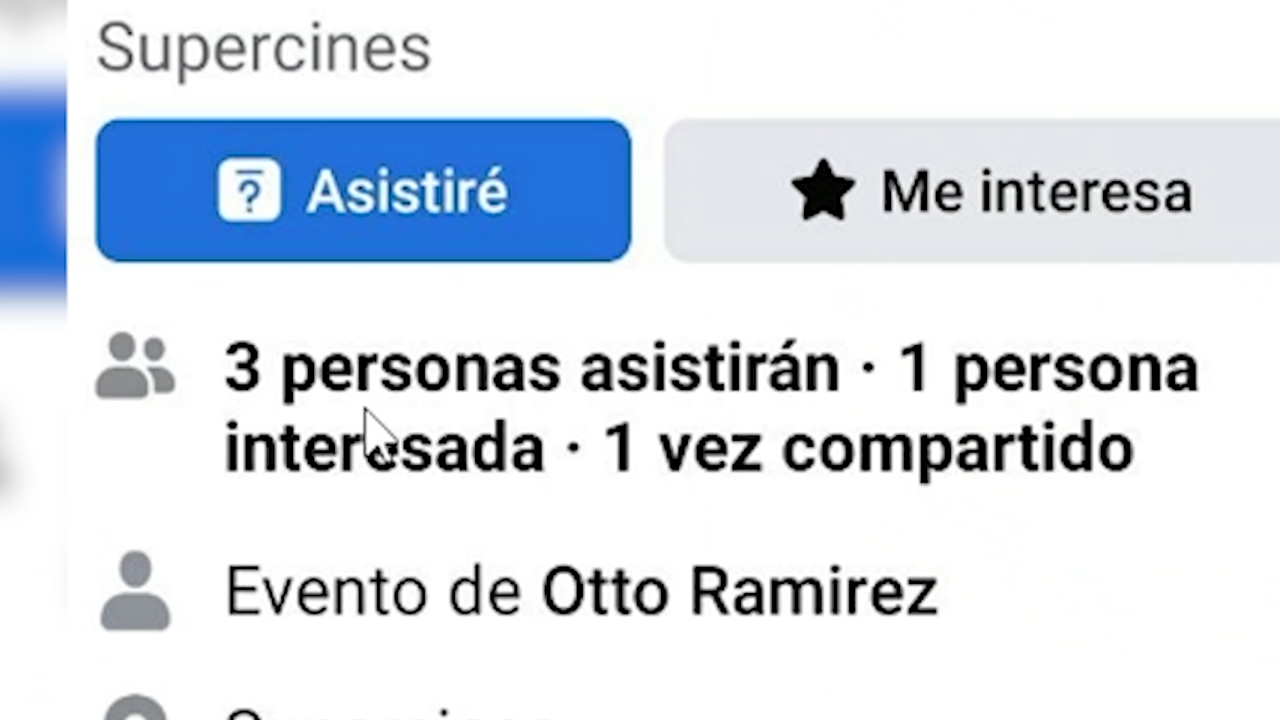 Supercines
Asistiré
Me interesa
3 personas asistirán · 1 persona
interesada · 1 vez compartido
Evento de Otto Ramirez